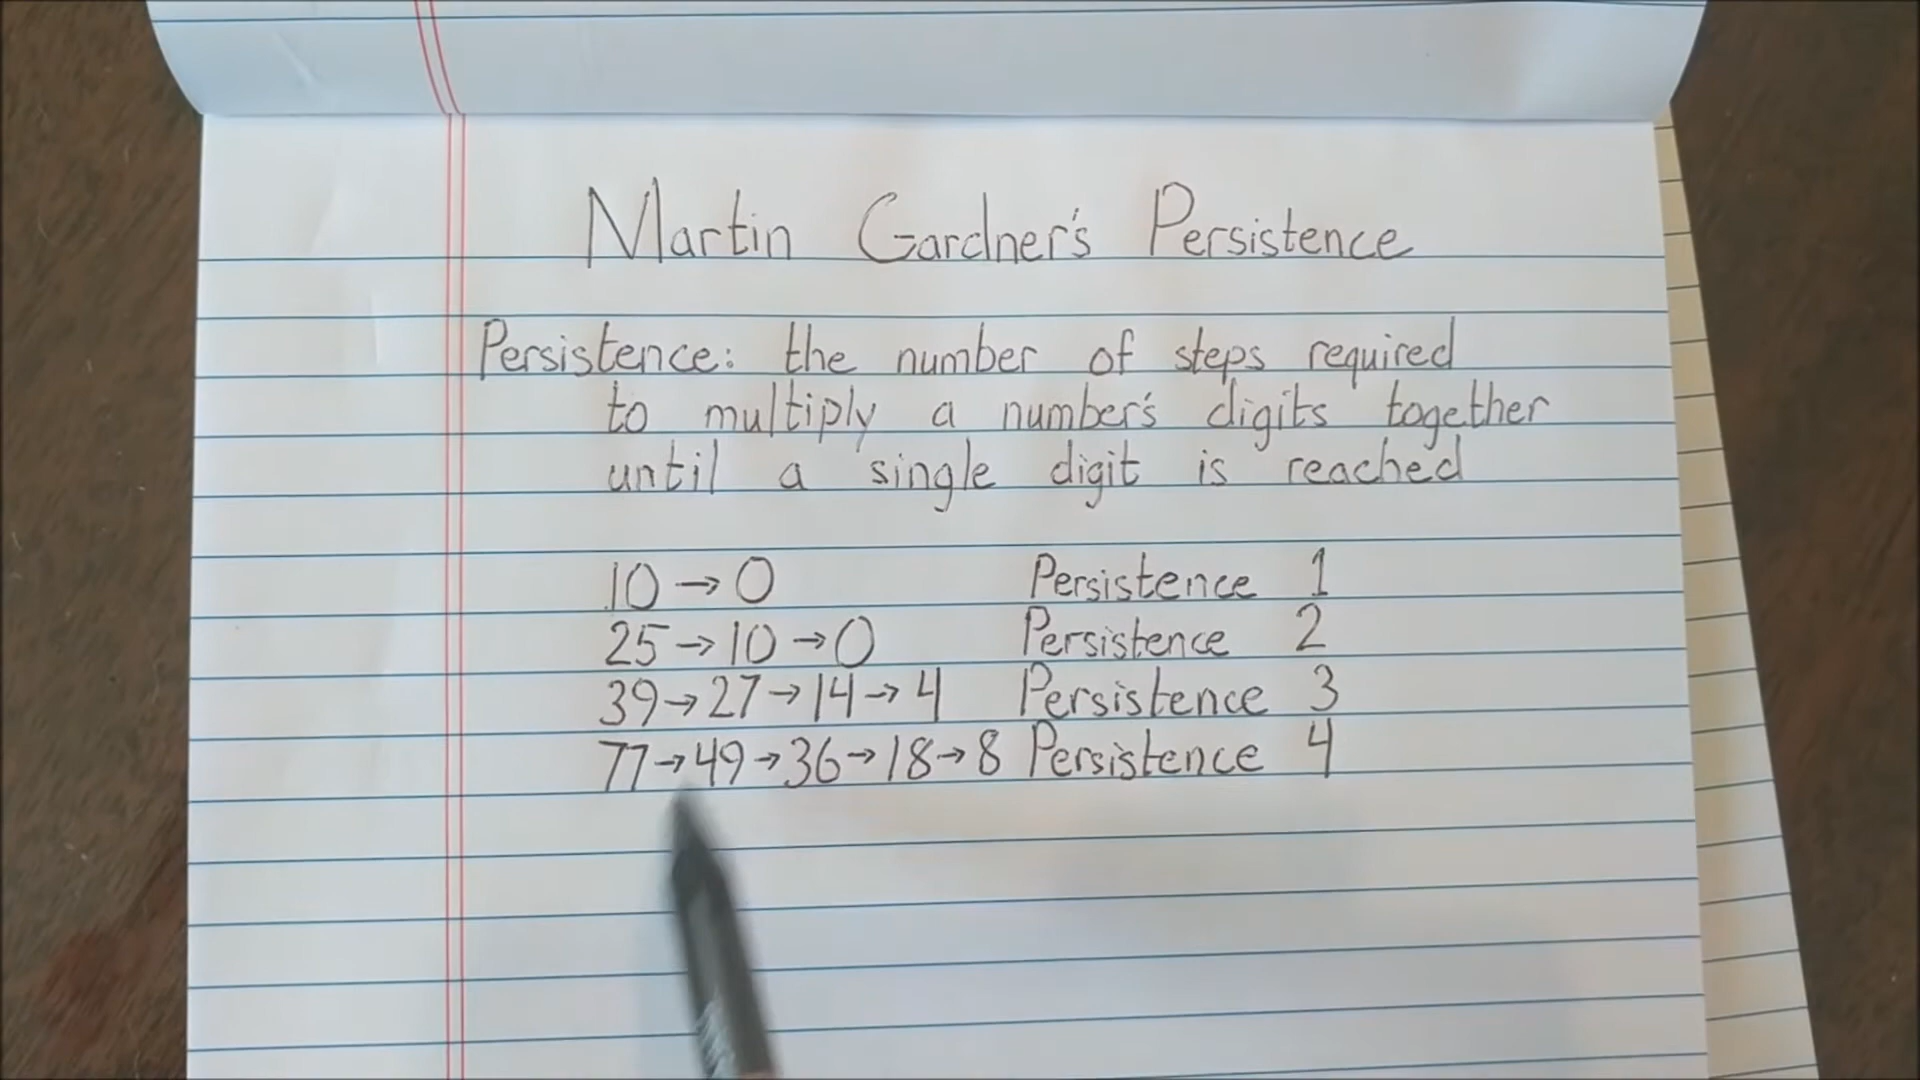 Martin Gardner's Persistence
Persistence: the number of steps required
to multiply a number's digits together
until a single digit is reached
10 → 0 Persistence 1
25 → 10 → 0 Persistence 2
39 → 27 → 14 → 4 Persistence 3
77 → 49 → 36 → 18 → 8 Persistence 4